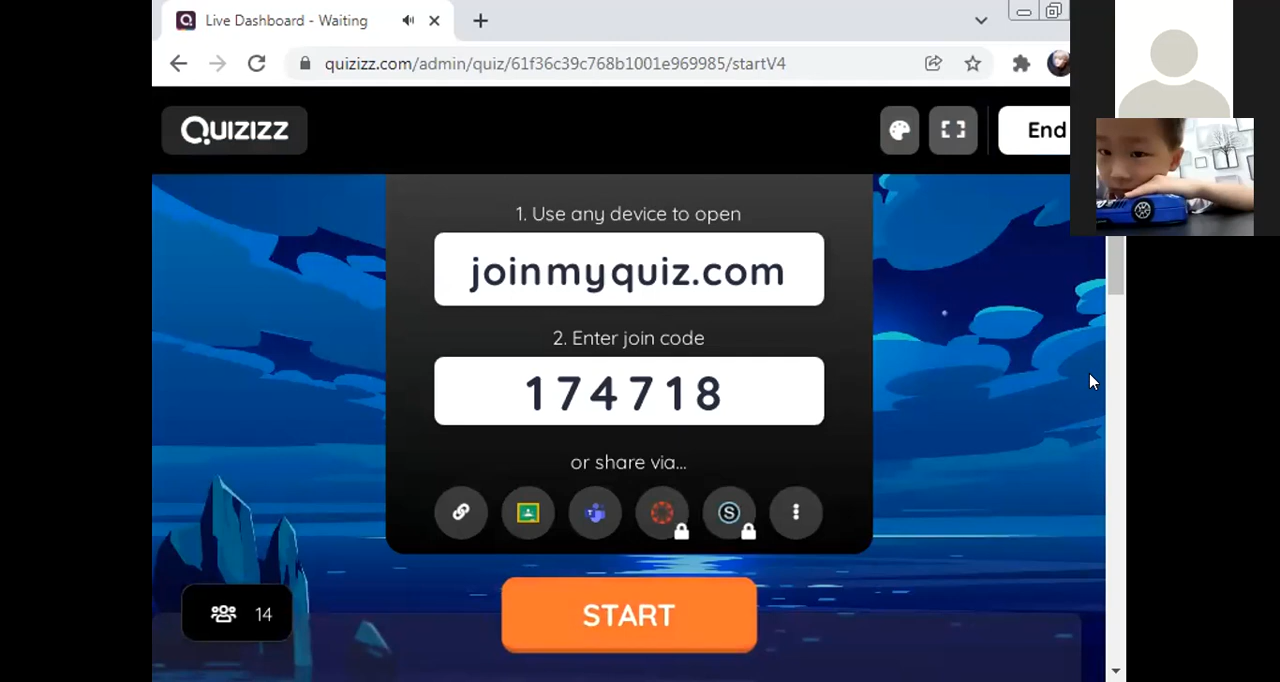 Live Dashboard - Waiting
quizizz.com/admin/quiz/61f36c39c768b1001e969985/startV4
QUIZIZZ
End
1. Use any device to open
joinmyquiz.com
2. Enter join code
174718
or share via...
T
S
14
START